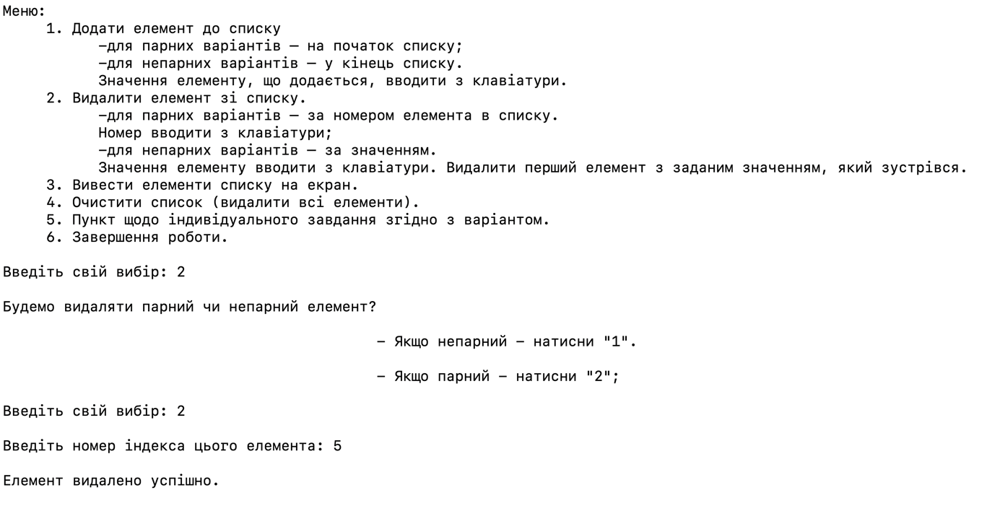 Меню:
1. Додати елемент до списку
–для парних варіантів – на початок списку;
–для непарних варіантів – у кінець списку.
Значення елементу, що додається, вводити з клавіатури.
2. Видалити елемент зі списку.
–для парних варіантів – за номером елемента в списку.
Номер вводити з клавіатури;
–для непарних варіантів – за значенням.
Значення елементу вводити з клавіатури. Видалити перший елемент з заданим значенням, який зустрівся.
3. Вивести елементи списку на екран.
4. Очистити список (видалити всі елементи).
5. Пункт щодо індивідуального завдання згідно з варіантом.
6. Завершення роботи.
Введіть свій вибір: 2
Будемо видаляти парний чи непарний елемент?
– Якщо непарний – натисни "1".
– Якщо парний – натисни "2";
Введіть свій вибір: 2
Введіть номер індекса цього елемента: 5
Елемент видалено успішно.